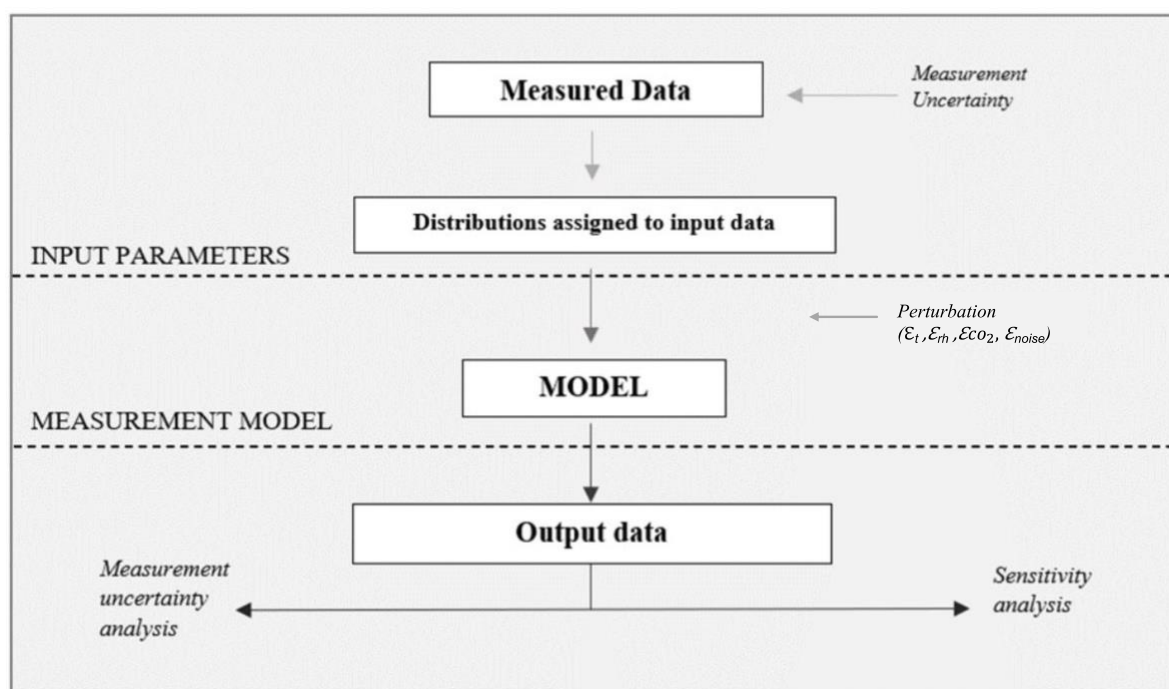 Measured Data
Measurement
Uncertainty
Distributions assigned to input data
INPUT PARAMETERS
Perturbation
(Ɛt ,Ɛrh ,Ɛco2, Ɛnoise)
MODEL
MEASUREMENT MODEL
Output data
Measurement
uncertainty
analysis
Sensitivity
analysis